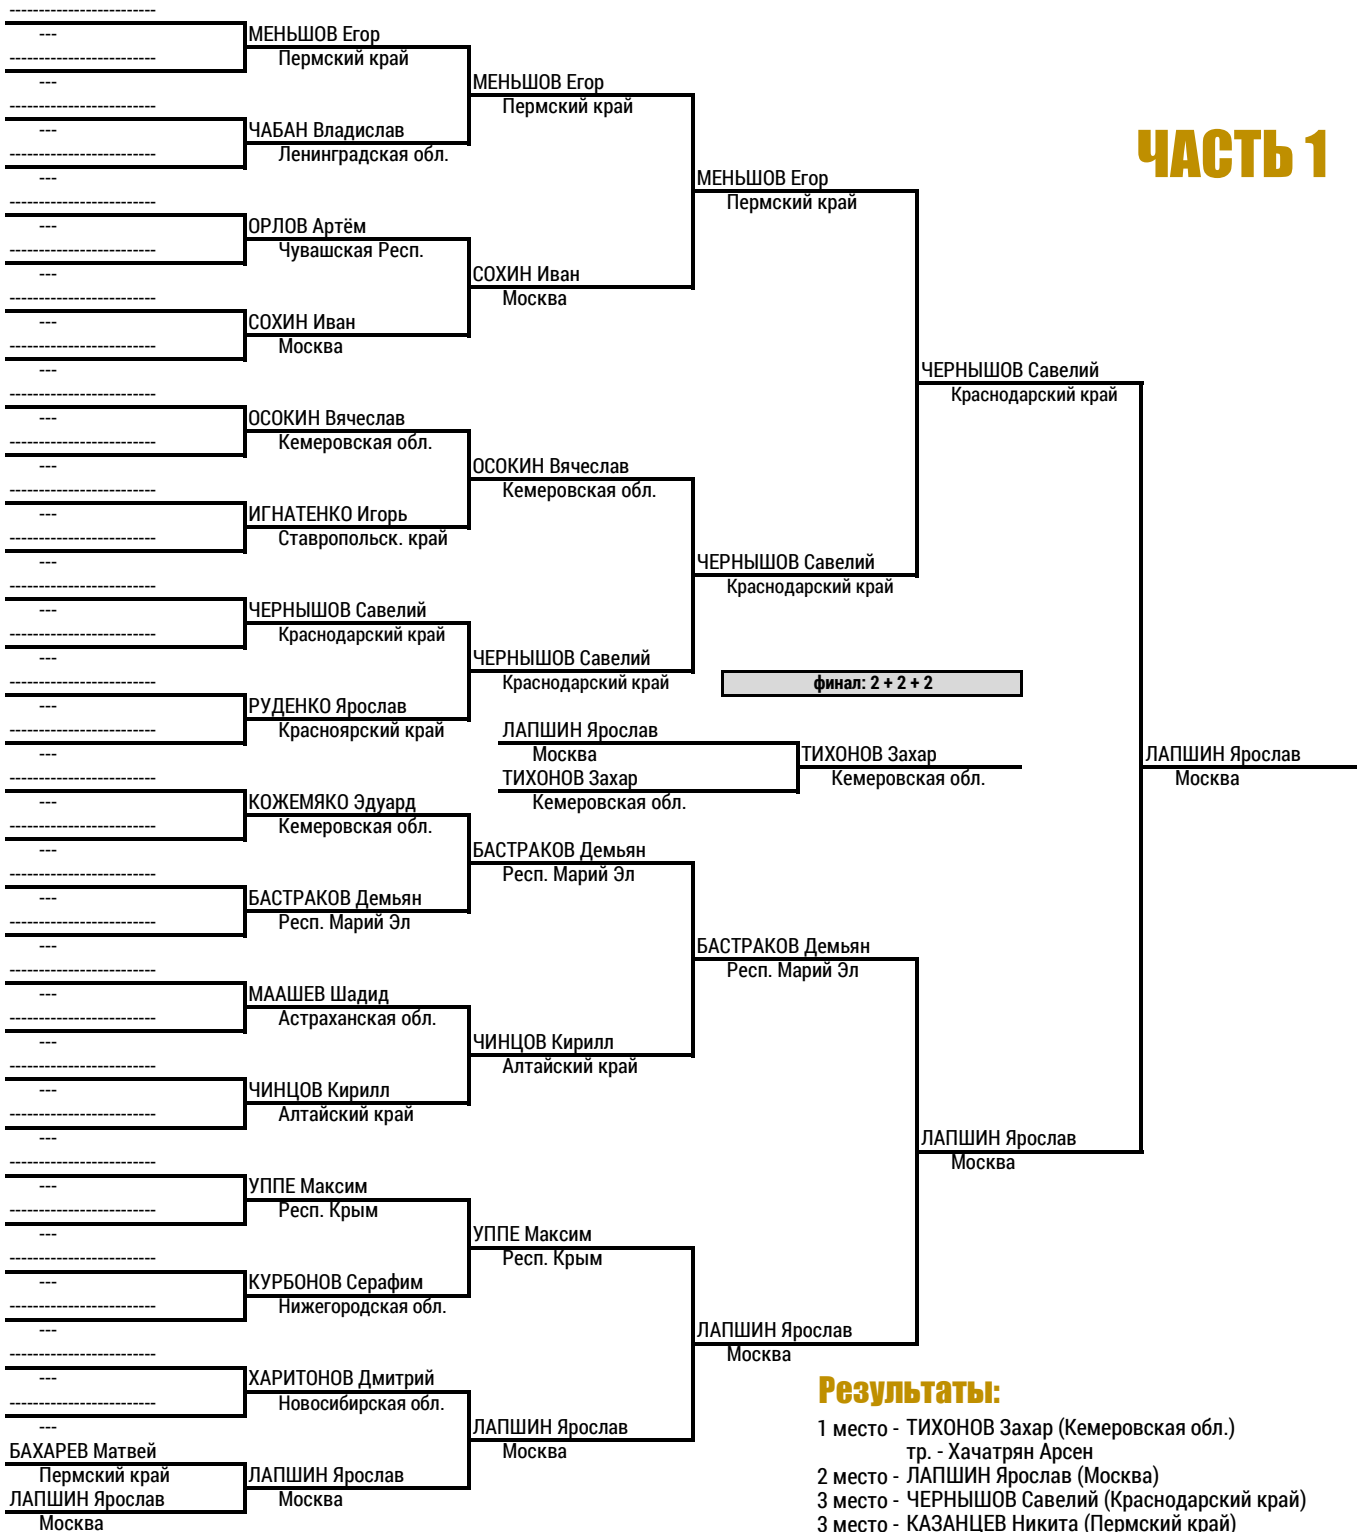 --------------------------
---
МЕНЬШОВ Егор
--------------------------
Пермский край
---
МЕНЬШОВ Егор
--------------------------
Пермский край
---
ЧАБАН Владислав
ЧАСТЬ 1
--------------------------
Ленинградская обл.
---
МЕНЬШОВ Егор
--------------------------
Пермский край
---
ОРЛОВ Артём
--------------------------
Чувашская Респ.
---
СОХИН Иван
--------------------------
Москва
---
СОХИН Иван
--------------------------
Москва
---
ЧЕРНЫШОВ Савелий
--------------------------
Краснодарский край
---
ОСОКИН Вячеслав
--------------------------
Кемеровская обл.
---
ОСОКИН Вячеслав
--------------------------
Кемеровская обл.
---
ИГНАТЕНКО Игорь
--------------------------
Ставропольск. край
---
ЧЕРНЫШОВ Савелий
--------------------------
Краснодарский край
---
ЧЕРНЫШОВ Савелий
--------------------------
Краснодарский край
---
ЧЕРНЫШОВ Савелий
--------------------------
Краснодарский край
финал: 2 + 2 + 2
---
РУДЕНКО Ярослав
--------------------------
Красноярский край
ЛАПШИН Ярослав
---
Москва
ТИХОНОВ Захар
ЛАПШИН Ярослав
--------------------------
ТИХОНОВ Захар
Кемеровская обл.
Москва
---
КОЖЕМЯКО Эдуард
Кемеровская обл.
--------------------------
Кемеровская обл.
---
БАСТРАКОВ Демьян
--------------------------
Респ. Марий Эл
---
БАСТРАКОВ Демьян
--------------------------
Респ. Марий Эл
---
БАСТРАКОВ Демьян
--------------------------
Респ. Марий Эл
---
МААШЕВ Шадид
--------------------------
Астраханская обл.
---
ЧИНЦОВ Кирилл
--------------------------
Алтайский край
---
ЧИНЦОВ Кирилл
--------------------------
Алтайский край
---
ЛАПШИН Ярослав
--------------------------
Москва
---
УППЕ Максим
--------------------------
Респ. Крым
---
УППЕ Максим
--------------------------
Респ. Крым
---
КУРБОНОВ Серафим
--------------------------
Нижегородская обл.
---
ЛАПШИН Ярослав
--------------------------
Москва
---
ХАРИТОНОВ Дмитрий
Результаты:
--------------------------
Новосибирская обл.
---
ЛАПШИН Ярослав
1 место - ТИХОНОВ Захар (Кемеровская обл.)
БАХАРЕВ Матвей
Москва
тр. - Хачатрян Арсен
Пермский край
ЛАПШИН Ярослав
2 место - ЛАПШИН Ярослав (Москва)
ЛАПШИН Ярослав
Москва
3 место - ЧЕРНЫШОВ Савелий (Краснодарский край)
Москва
3 место - КАЗАНЦЕВ Никита (Пермский край)